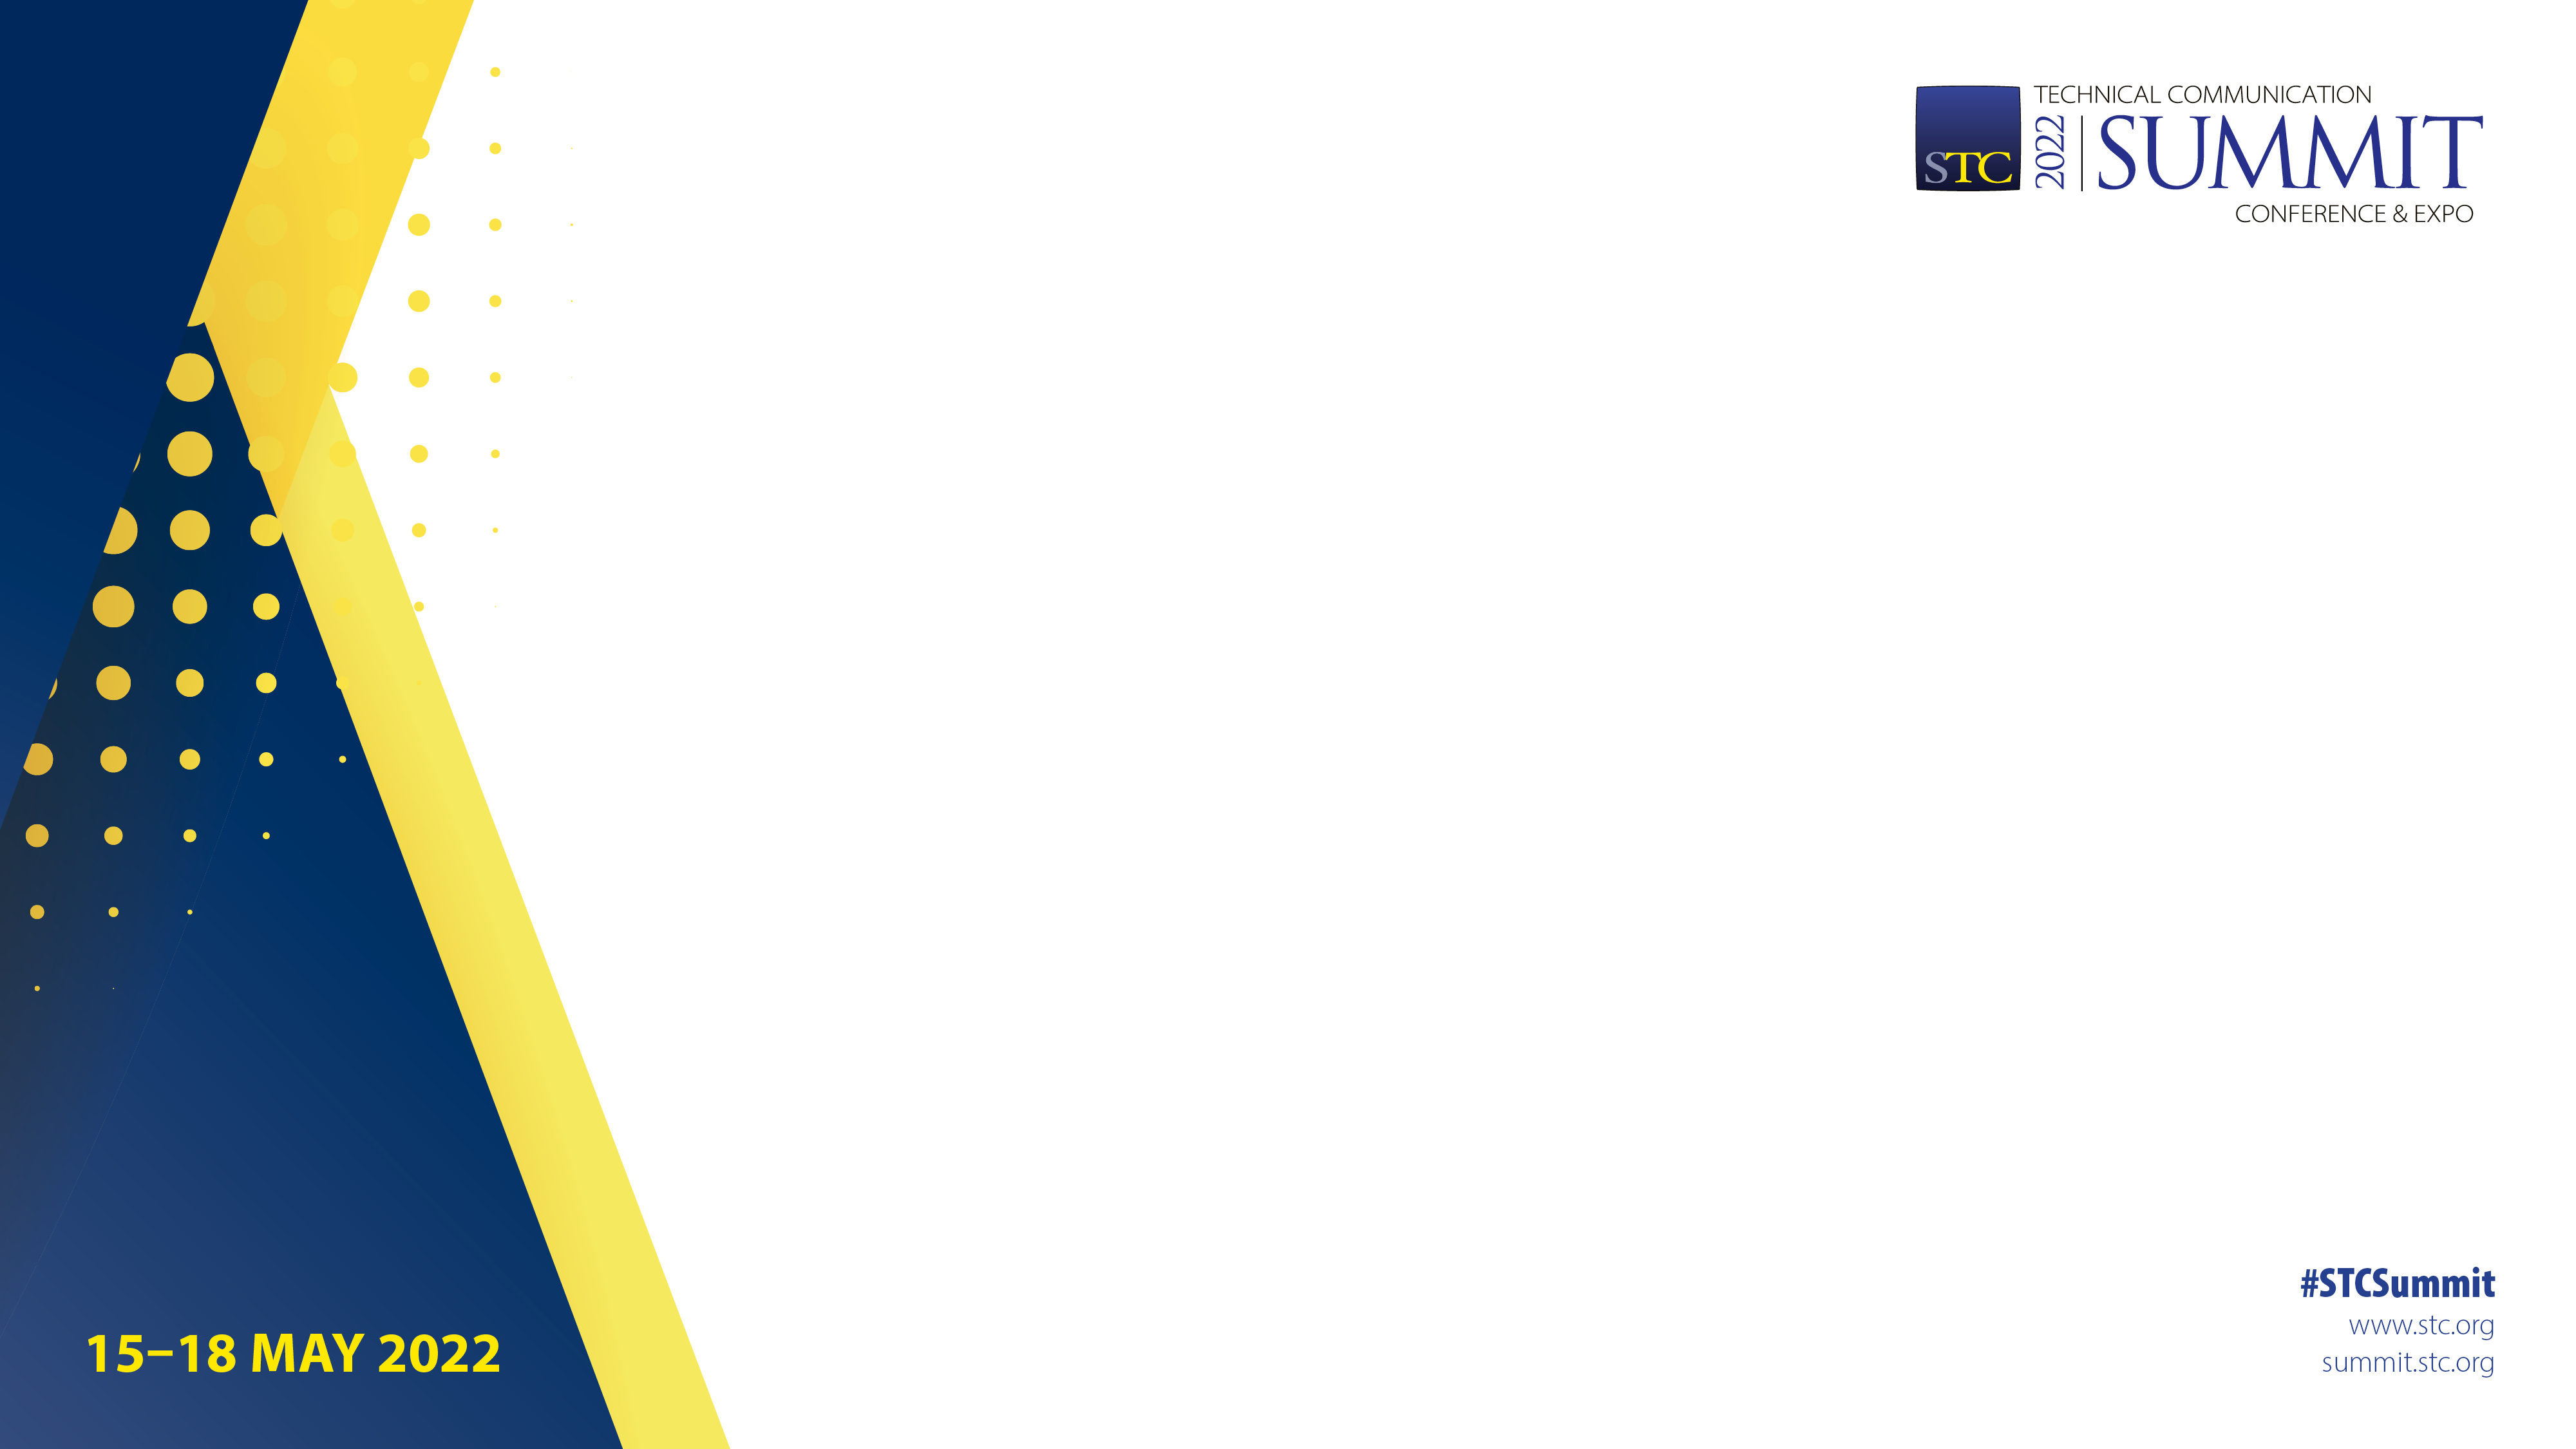 TECHNICAL COMMUNICATION
STC 2022 SUMMIT
CONFERENCE & EXPO
#STCSummit
www.stc.org
summit.stc.org
15–18 MAY 2022